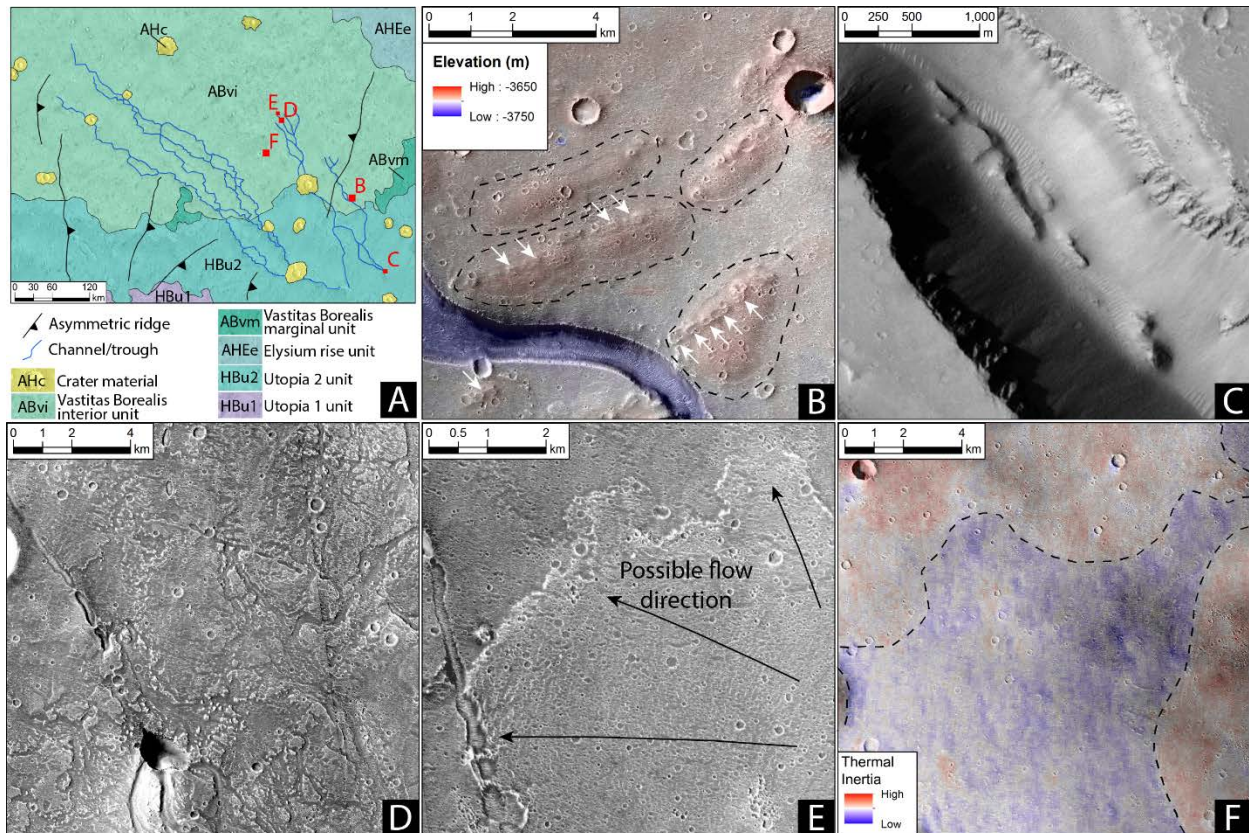 AHc
AHEe
ABvi
E
D
F
ABvm
B
C
HBu2
HBu1
0 30 60 120
km
Asymmetric ridge
Channel/trough
AHc Crater material
ABvi Vastitas Borealis
interior unit
ABvm Vastitas Borealis
marginal unit
AHEe Elysium rise unit
HBu2 Utopia 2 unit
HBu1 Utopia 1 unit
A
0 1 2 4
km
Elevation (m)
High : -3650
Low : -3750
B
0 250 500 1,000
m
C
0 1 2 4
km
D
0 0.5 1 2
km
Possible flow
direction
E
0 1 2 4
km
Thermal
Inertia
High
Low
F